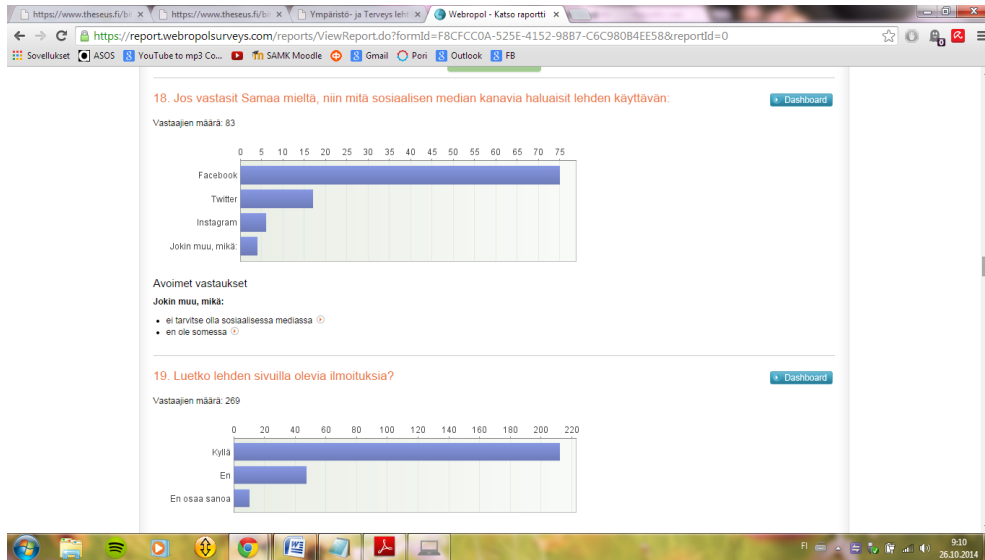 https://www.theseus.fi/bi
https://www.theseus.fi/bi
Ympäristö- ja Terveys leht
Webropol - Katso raportti
https://report.webropolsurveys.com/reports/ViewReport.do?formId=F8CFCC0A-525E-4152-98B7-C6C980B4EE58&reportId=0
Sovellukset ASOS YouTube to mp3 Co... SAMK Moodle Gmail Pori Outlook FB
18. Jos vastasit Samaa mieltä, niin mitä sosiaalisen median kanavia haluaisit lehden käyttävän:
Dashboard
Vastaajien määrä: 83
0 5 10 15 20 25 30 35 40 45 50 55 60 65 70 75
Facebook
Twitter
Instagram
Jokin muu, mikä:
Avoimet vastaukset
Jokin muu, mikä:
• ei tarvitse olla sosiaalisessa mediassa
• en ole somessa
19. Luetko lehden sivuilla olevia ilmoituksia?
Dashboard
Vastaajien määrä: 269
0 20 40 60 80 100 120 140 160 180 200 220
Kyllä
En
En osaa sanoa
FI
9:10
26.10.2014